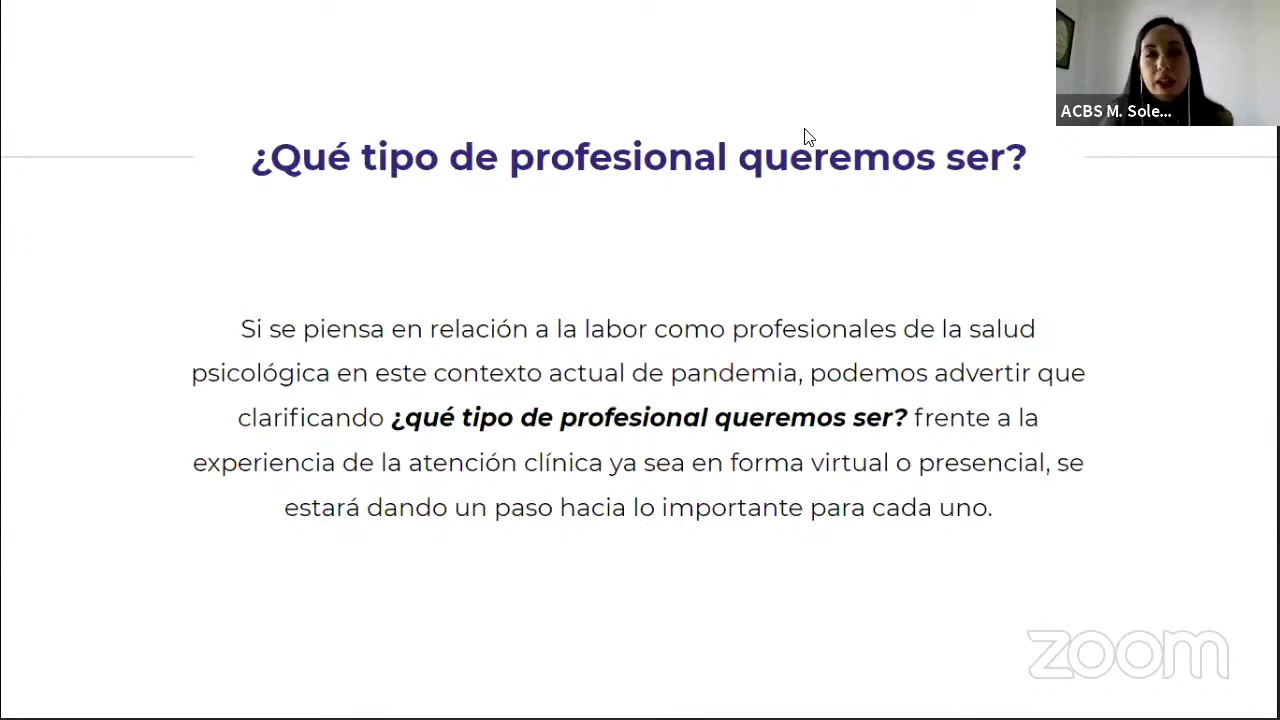 ACBS M. Sole...
¿Qué tipo de profesional queremos ser?
Si se piensa en relación a la labor como profesionales de la salud
psicológica en este contexto actual de pandemia, podemos advertir que
clarificando ¿qué tipo de profesional queremos ser? frente a la
experiencia de la atención clínica ya sea en forma virtual o presencial, se
estará dando un paso hacia lo importante para cada uno.
zoom